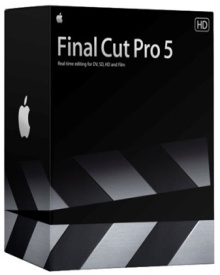 HD
Final Cut Pro 5
Real-time editing for DV, SD, HD and Film